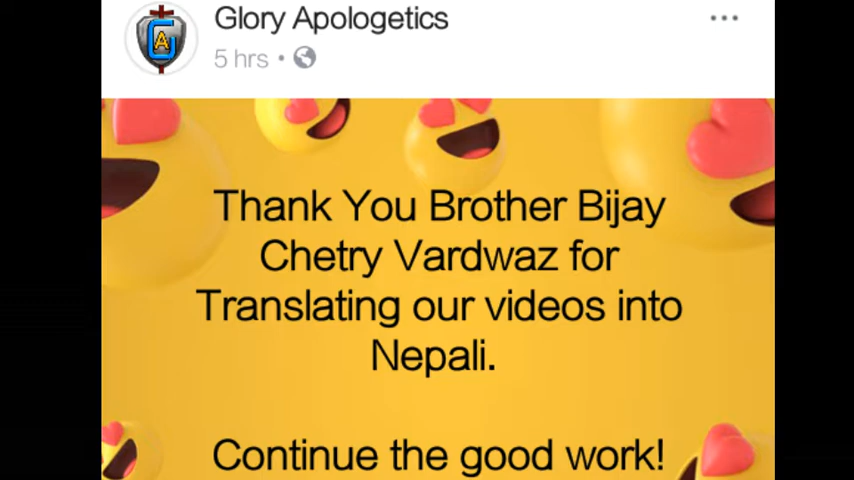 Glory Apologetics
5 hrs •
Thank You Brother Bijay
Chetry Vardwaz for
Translating our videos into
Nepali.
Continue the good work!